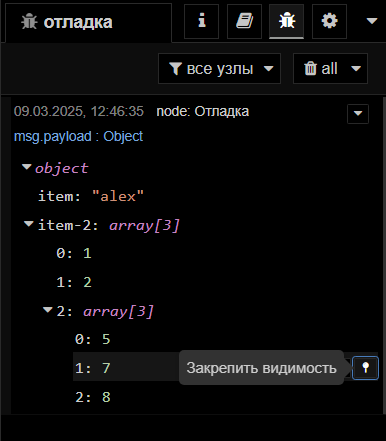 отладка
все узлы
all
09.03.2025, 12:46:35 node: Отладка
msg.payload : Object
object
item: "alex"
item-2: array[3]
0: 1
1: 2
2: array[3]
0: 5
1: 7 Закрепить видимость
2: 8